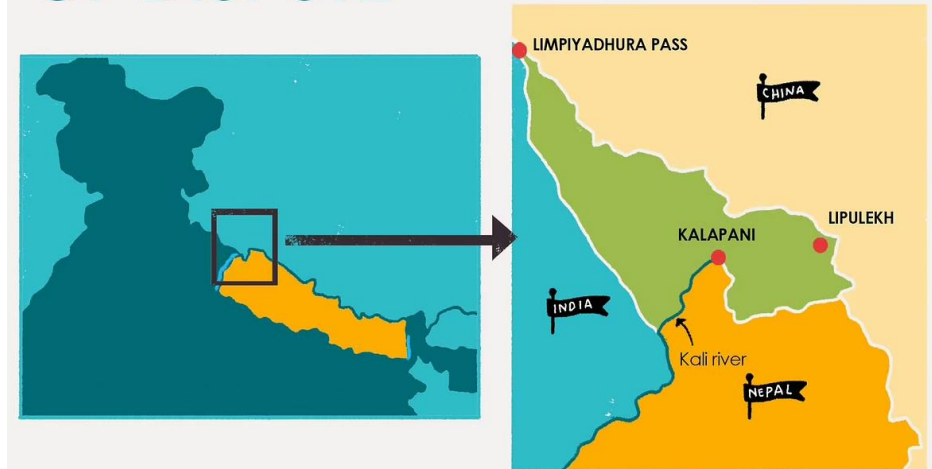 LIMPIYADHURA PASS
CHINA
LIPULEKH
KALAPANI
INDIA
Kali river
NEPAL